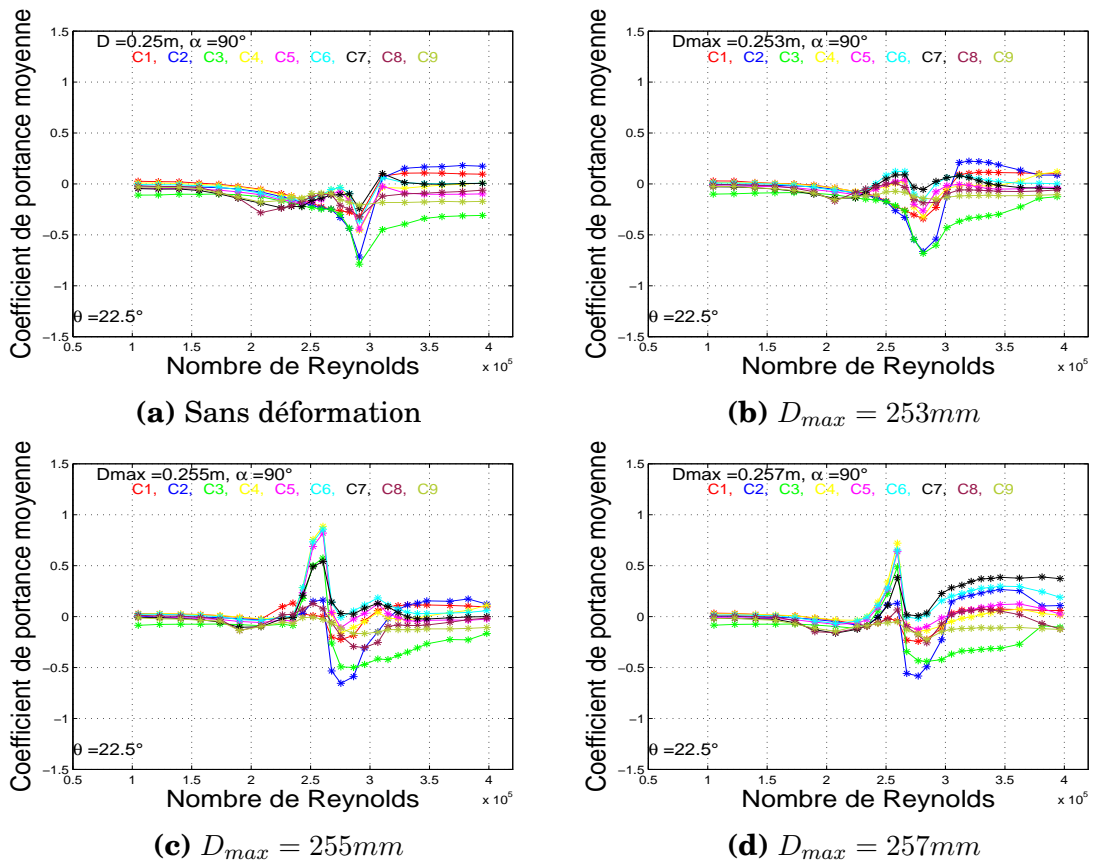 Coefficient de portance moyenne
1.5
1
0.5
0
−0.5
−1
−1.5
D =0.25m, α =90°
C1, C2, C3, C4, C5, C6, C7, C8, C9
θ =22.5°
0.5 1 1.5 2 2.5 3 3.5 4
x 10⁵
Nombre de Reynolds
(a) Sans déformation
Coefficient de portance moyenne
1.5
1
0.5
0
−0.5
−1
−1.5
Dmax =0.253m, α =90°
C1, C2, C3, C4, C5, C6, C7, C8, C9
θ =22.5°
0.5 1 1.5 2 2.5 3 3.5 4
x 10⁵
Nombre de Reynolds
(b) Dmax = 253mm
Coefficient de portance moyenne
1.5
1
0.5
0
−0.5
−1
−1.5
Dmax =0.255m, α =90°
C1, C2, C3, C4, C5, C6, C7, C8, C9
θ =22.5°
0.5 1 1.5 2 2.5 3 3.5 4
x 10⁵
Nombre de Reynolds
(c) Dmax = 255mm
Coefficient de portance moyenne
1.5
1
0.5
0
−0.5
−1
−1.5
Dmax =0.257m, α =90°
C1, C2, C3, C4, C5, C6, C7, C8, C9
θ =22.5°
0.5 1 1.5 2 2.5 3 3.5 4
x 10⁵
Nombre de Reynolds
(d) Dmax = 257mm